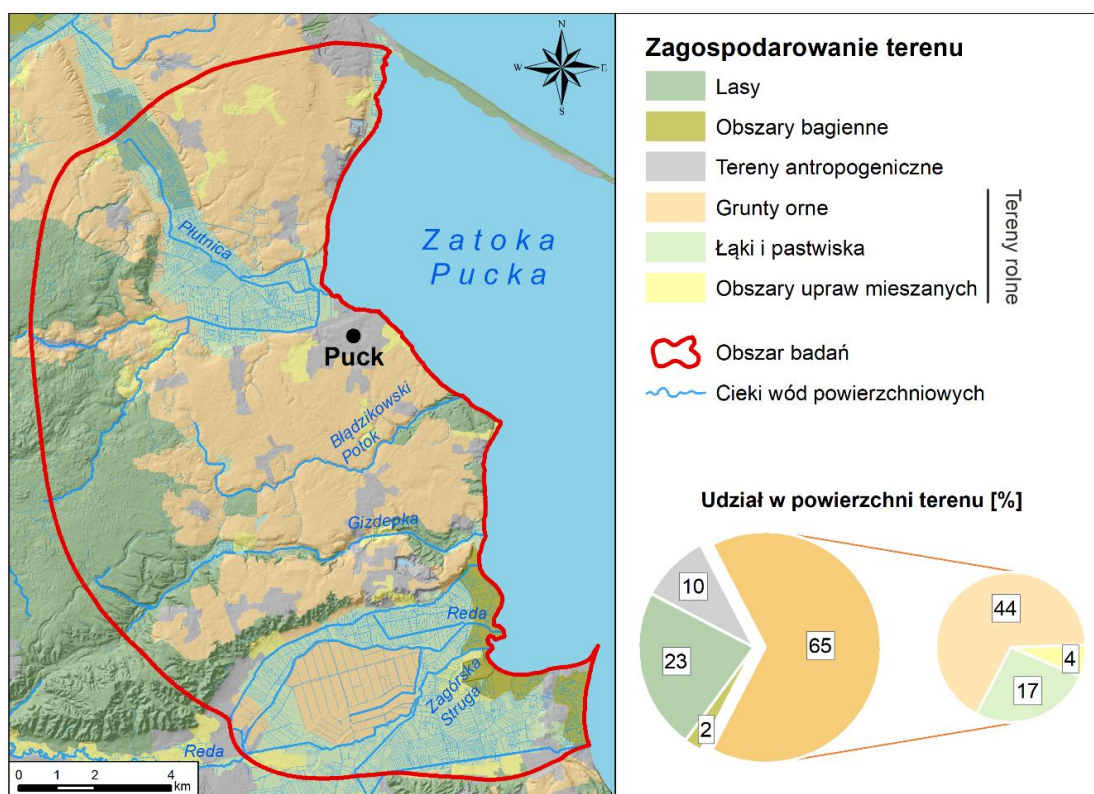 N
W
E
S
Płutnica
Zatoka
Pucka
Puck
Błądzikowski
Potok
Gizdepka
Reda
Zagórska
Struga
Reda
0 1 2 4
km
Zagospodarowanie terenu
Lasy
Obszary bagienne
Tereny antropogeniczne
Grunty orne
Łąki i pastwiska
Obszary upraw mieszanych
Tereny rolne
Obszar badań
Cieki wód powierzchniowych
Udział w powierzchni terenu [%]
10
65
23
2
44
4
17